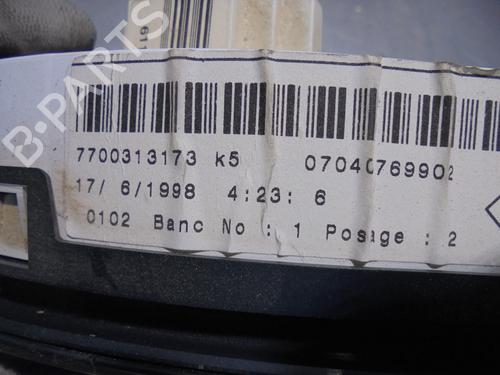 B-PARTS
7700313173 k5 07040769902
17/ 6/1998 4:23: 6
0102 Banc No : 1 Posage : 2